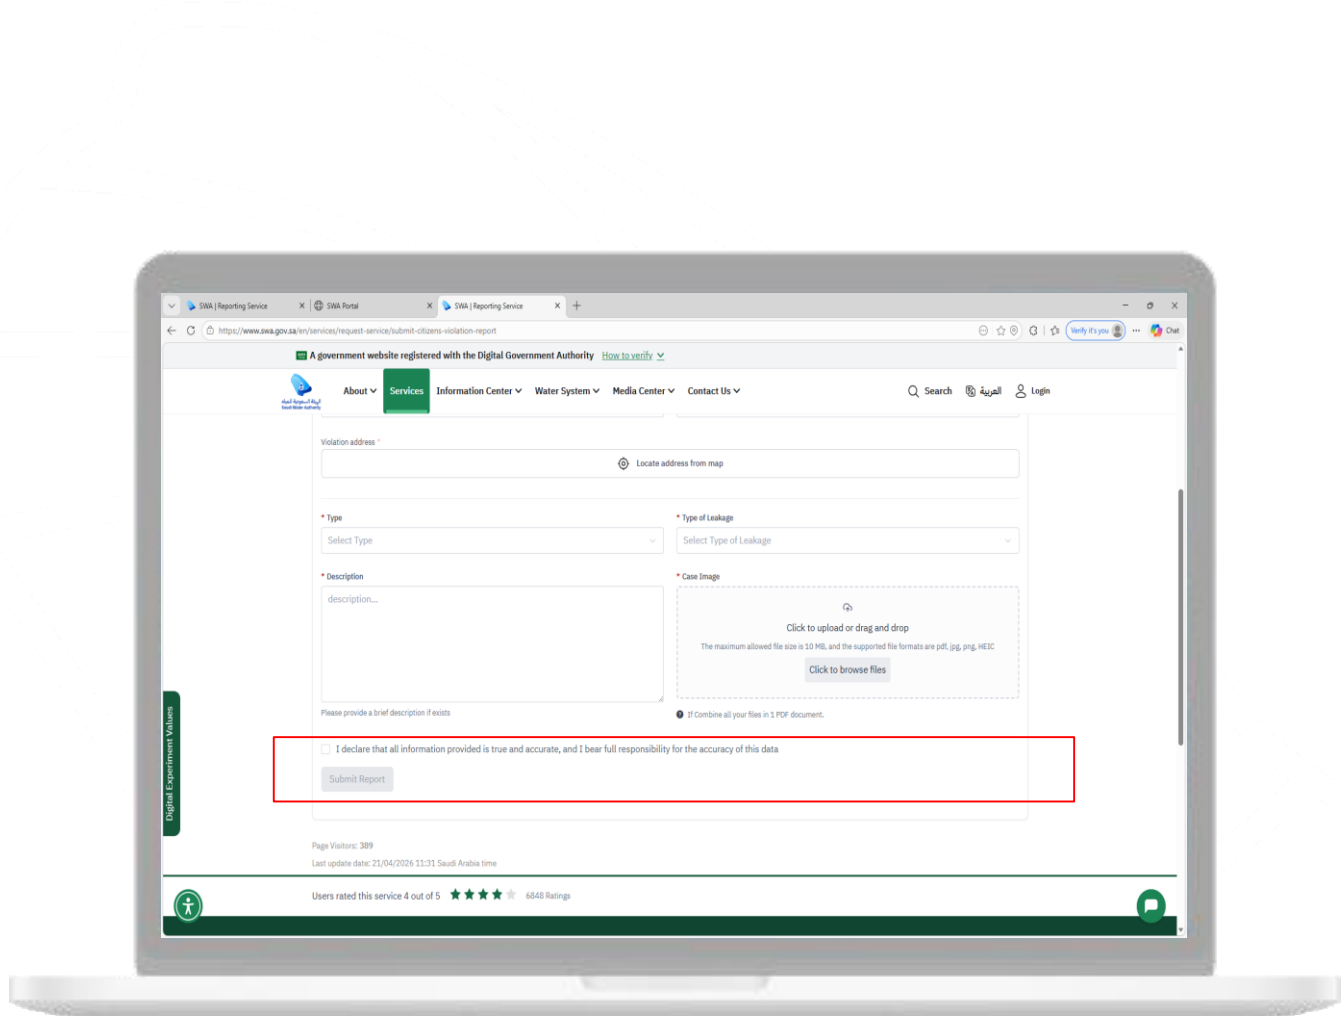 SWA | Reporting Service
SWA Portal
SWA | Reporting Service
https://www.swa.gov.sa/en/services/request-service/submit-citizens-violation-report
Verify it's you
Chat
A government website registered with the Digital Government Authority How to verify
الهيئة السعودية للمياه
Saudi Water Authority
About
Services
Information Center
Water System
Media Center
Contact Us
Search
العربية
Login
Violation address *
Locate address from map
* Type
* Type of Leakage
Select Type
Select Type of Leakage
* Description
* Case Image
description...
Click to upload or drag and drop
The maximum allowed file size is 10 MB, and the supported file formats are pdf, jpg, png, HEIC
Click to browse files
Please provide a brief description if exists
If Combine all your files in 1 PDF document.
I declare that all information provided is true and accurate, and I bear full responsibility for the accuracy of this data
Submit Report
Digital Experiment Values
Page Visitors: 389
Last update date: 21/04/2026 11:31 Saudi Arabia time
Users rated this service 4 out of 5
6848 Ratings